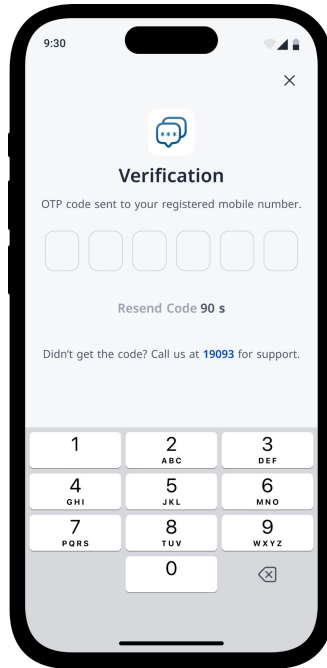 9:30
***
Verification
OTP code sent to your registered mobile number.
Resend Code 90 s
Didn't get the code? Call us at 19093 for support.
1
2
ABC
3
DEF
4
GHI
5
JKL
6
MNO
7
PQRS
8
TUV
9
WXYZ
0